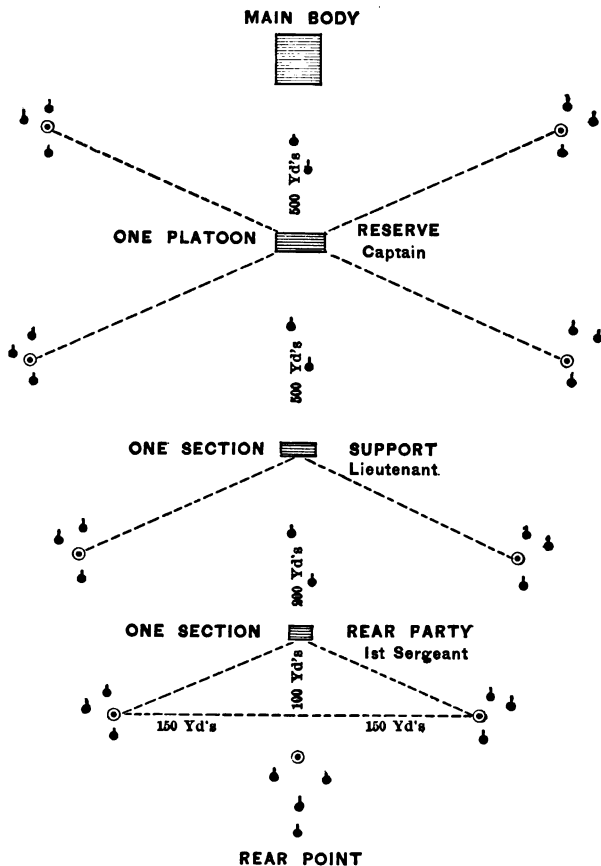 MAIN BODY
500 Yd's
ONE PLATOON
RESERVE
Captain
500 Yd's
ONE SECTION
SUPPORT
Lieutenant.
200 Yd's
ONE SECTION
REAR PARTY
1st Sergeant
100 Yd's
150 Yd's
150 Yd's
REAR POINT